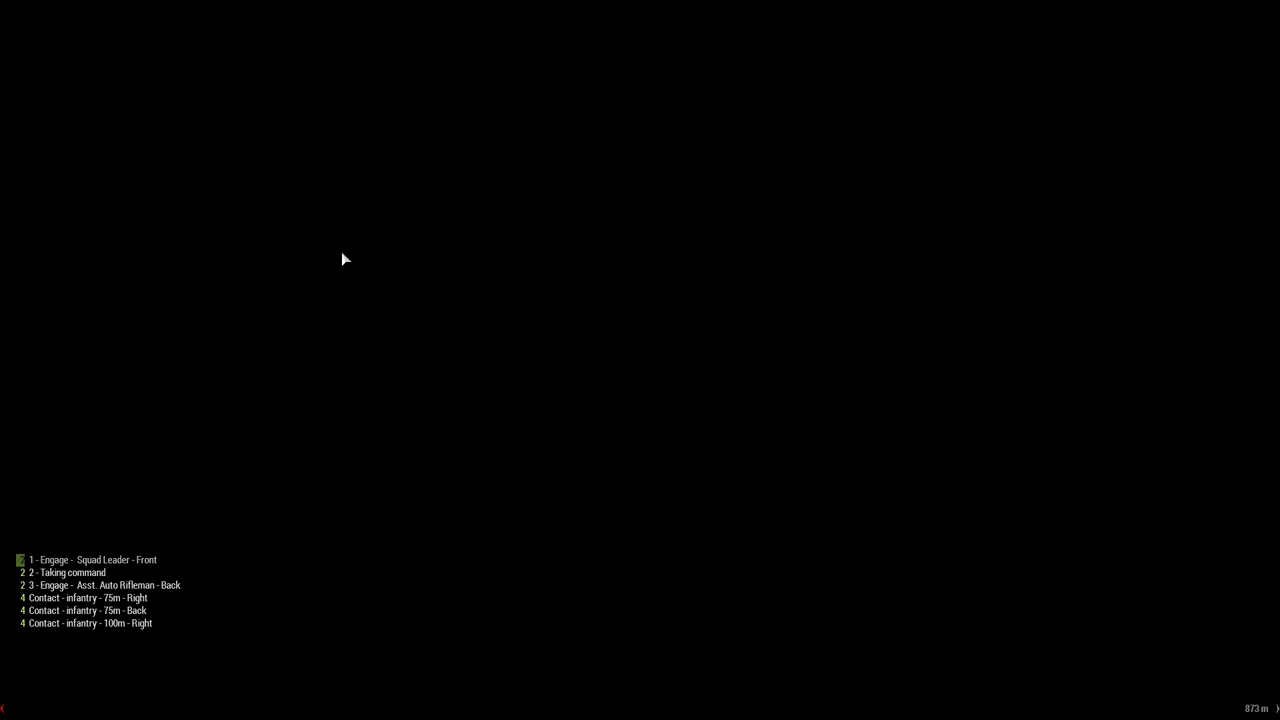 2 1 - Engage - Squad Leader - Front
2 2 - Taking command
2 3 - Engage - Asst. Auto Rifleman - Back
4 Contact - infantry - 75m - Right
4 Contact - infantry - 75m - Back
4 Contact - infantry - 100m - Right
873 m